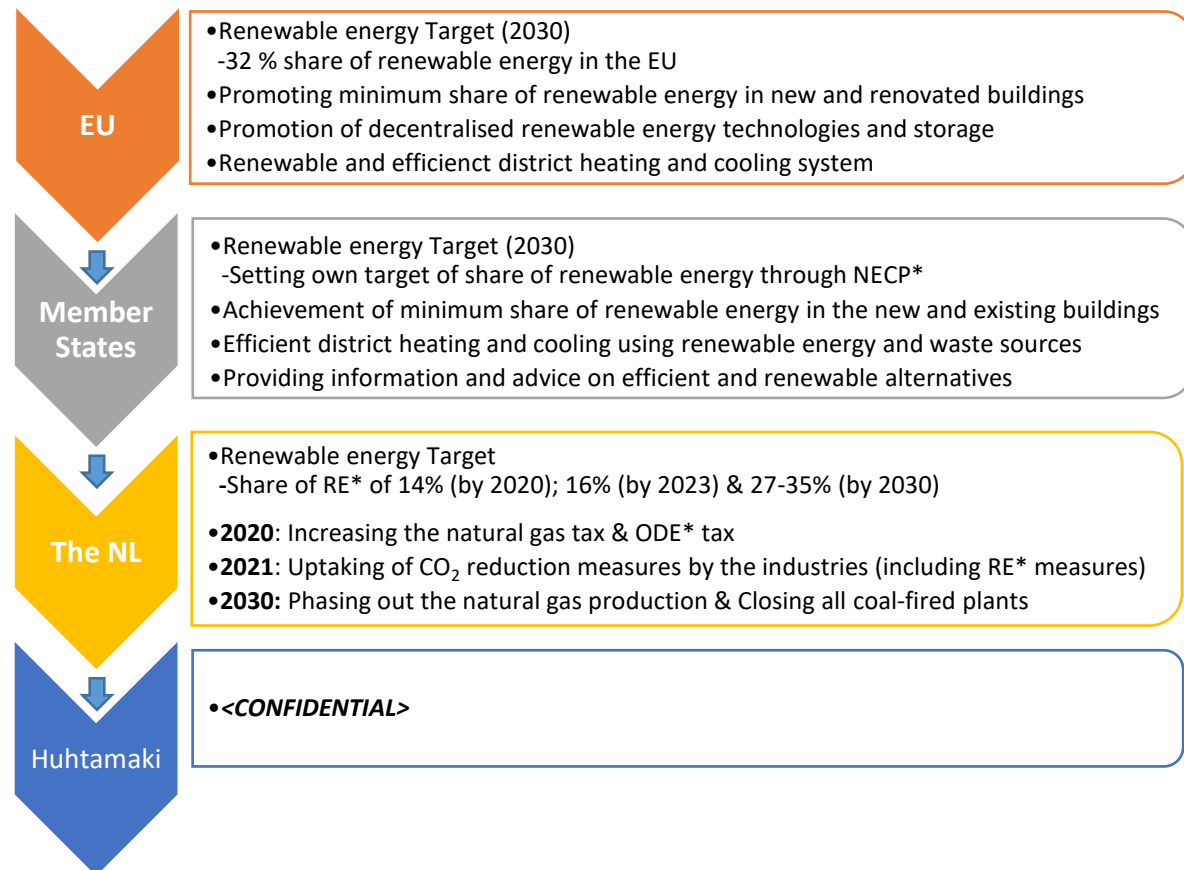 EU
•Renewable energy Target (2030)
-32 % share of renewable energy in the EU
•Promoting minimum share of renewable energy in new and renovated buildings
•Promotion of decentralised renewable energy technologies and storage
•Renewable and efficienct district heating and cooling system
Member
States
•Renewable energy Target (2030)
-Setting own target of share of renewable energy through NECP*
•Achievement of minimum share of renewable energy in the new and existing buildings
•Efficient district heating and cooling using renewable energy and waste sources
•Providing information and advice on efficient and renewable alternatives
The NL
•Renewable energy Target
-Share of RE* of 14% (by 2020); 16% (by 2023) & 27-35% (by 2030)
•2020: Increasing the natural gas tax & ODE* tax
•2021: Uptaking of CO₂ reduction measures by the industries (including RE* measures)
•2030: Phasing out the natural gas production & Closing all coal-fired plants
Huhtamaki
•<CONFIDENTIAL>